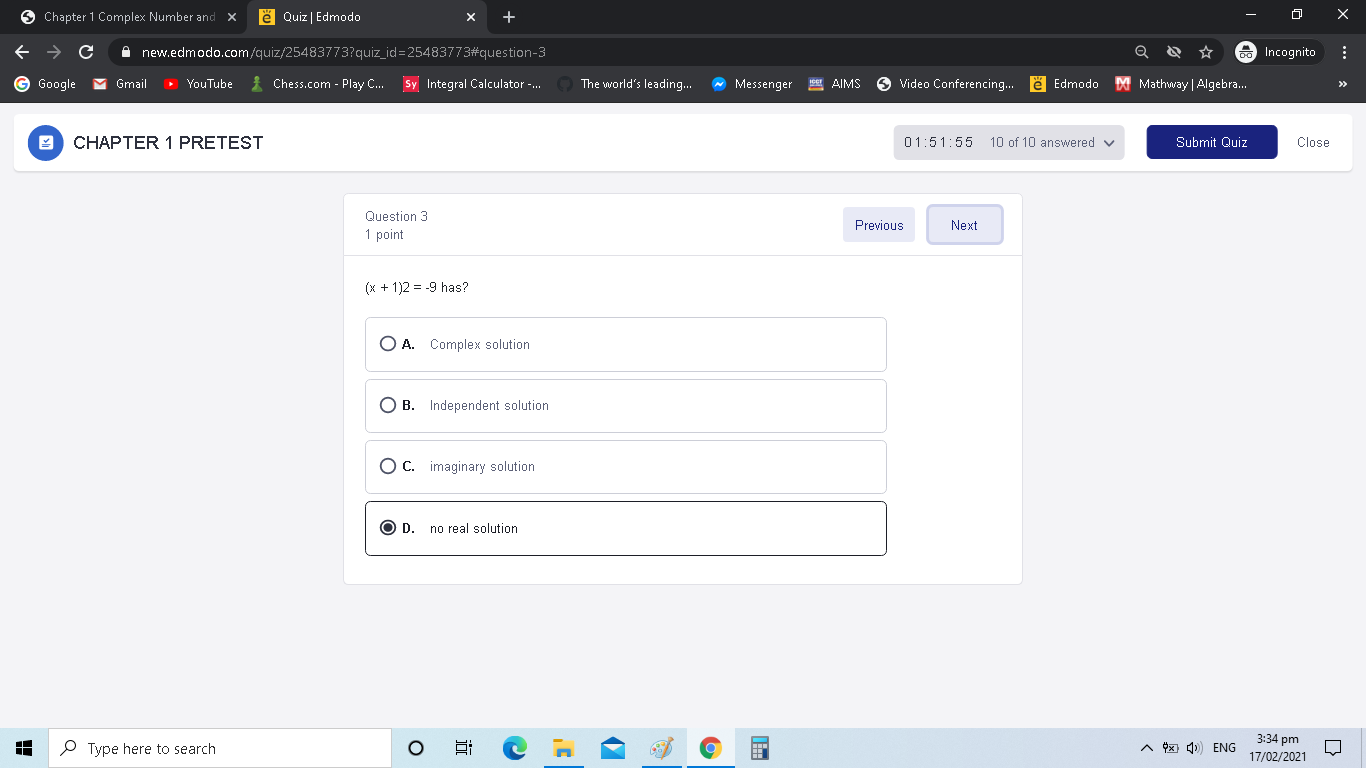 Chapter 1 Complex Number and
Quiz | Edmodo
new.edmodo.com/quiz/25483773?quiz_id=25483773#question-3
Incognito
Google
Gmail
YouTube
Chess.com - Play C...
Sy
Integral Calculator -...
The world's leading...
Messenger
AIMS
Video Conferencing...
Edmodo
Mathway | Algebra...
»
CHAPTER 1 PRETEST
01:51:55 10 of 10 answered
Submit Quiz
Close
Question 3
1 point
Previous
Next
(x + 1)2 = -9 has?
A. Complex solution
B. Independent solution
C. imaginary solution
D. no real solution
Type here to search
ENG
3:34 pm
17/02/2021